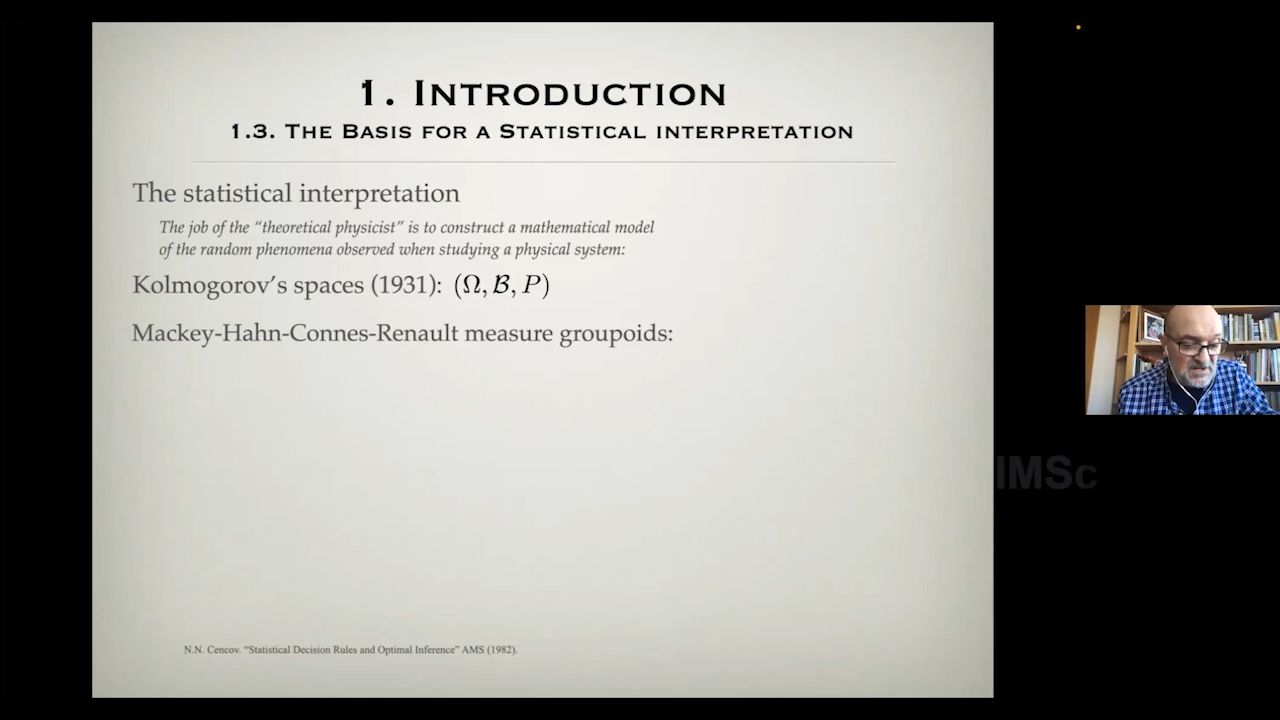 1. Introduction
1.3. The Basis for a Statistical interpretation
The statistical interpretation
The job of the “theoretical physicist” is to construct a mathematical model
of the random phenomena observed when studying a physical system:
Kolmogorov’s spaces (1931): (Ω, ℬ, P)
Mackey-Hahn-Connes-Renault measure groupoids:
IMSc
N.N. Cencov. “Statistical Decision Rules and Optimal Inference” AMS (1982).